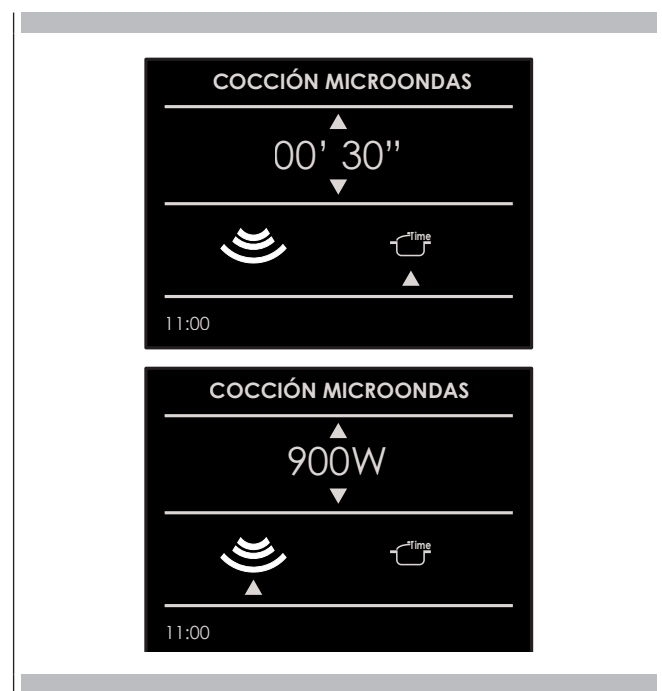 COCCIÓN MICROONDAS
00’ 30’’
Time
11:00
COCCIÓN MICROONDAS
900W
Time
11:00